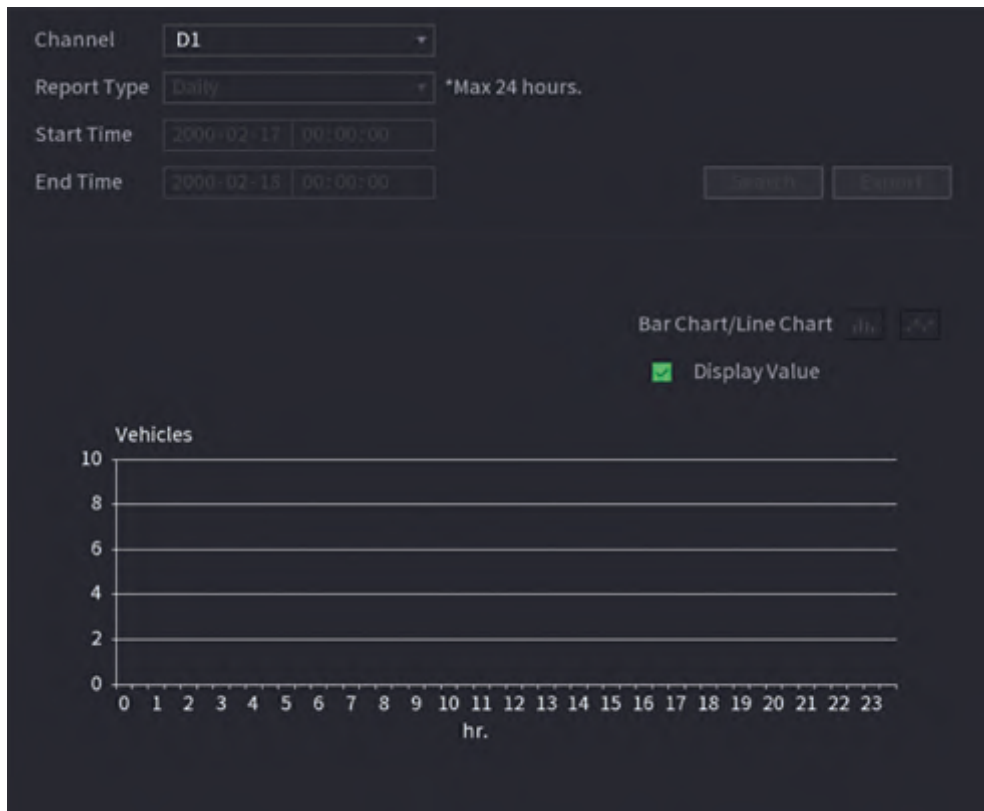 Channel D1
Report Type Daily *Max 24 hours.
Start Time 2000-02-17 00:00:00
End Time 2000-02-18 00:00:00
Search Export
Bar Chart/Line Chart
Display Value
Vehicles
10
8
6
4
2
0
0 1 2 3 4 5 6 7 8 9 10 11 12 13 14 15 16 17 18 19 20 21 22 23
hr.